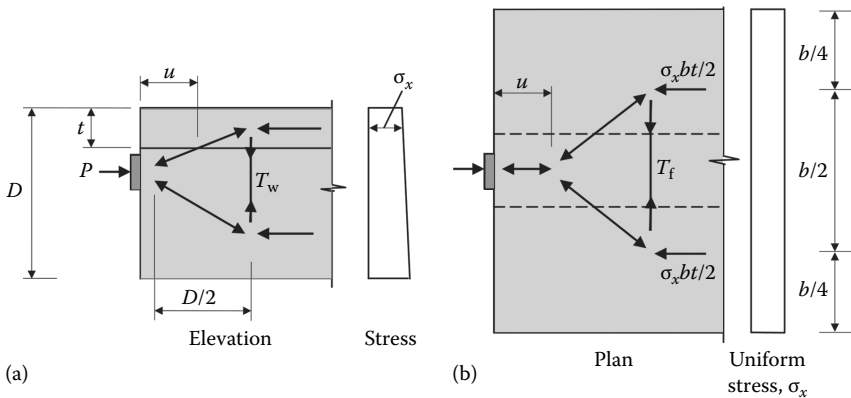 u
σx
t
P
D
Tw
D/2
Elevation
Stress
(a)
σxbt/2
b/4
u
Tf
b/2
σxbt/2
b/4
Plan
Uniform
stress, σx
(b)